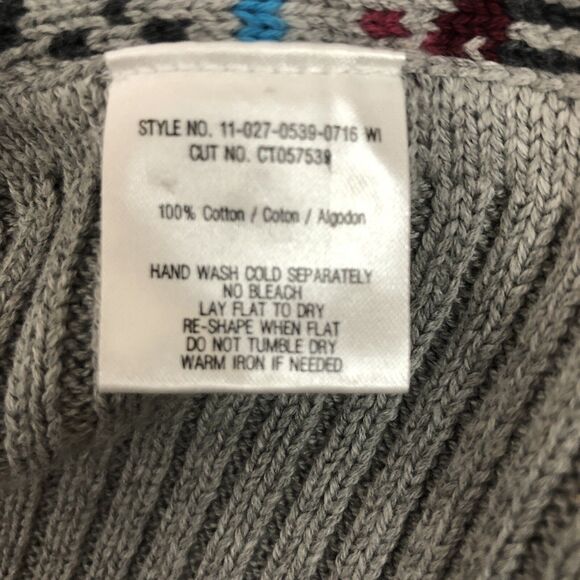 STYLE NO. 11-027-0539-0716 WI
CUT NO. CT057539
100% Cotton / Coton / Algodon
HAND WASH COLD SEPARATELY
NO BLEACH
LAY FLAT TO DRY
RE-SHAPE WHEN FLAT
DO NOT TUMBLE DRY
WARM IRON IF NEEDED